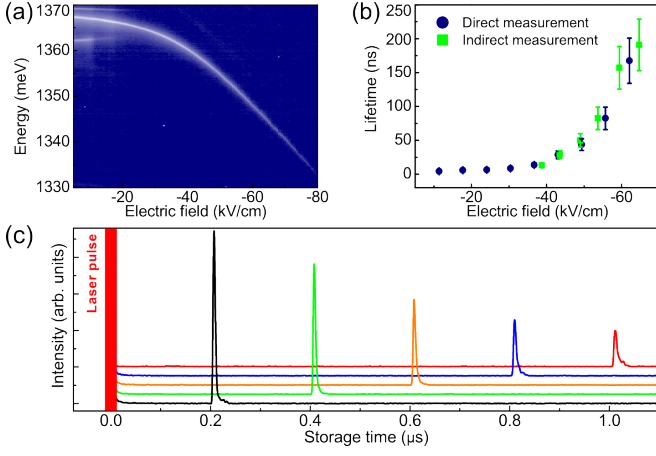 (a)
1370
1360
1350
1340
1330
Energy (meV)
-20
-40
-60
-80
Electric field (kV/cm)
(b)
250
200
150
100
50
0
Lifetime (ns)
Direct measurement
Indirect measurement
-20
-40
-60
Electric field (kV/cm)
(c)
Laser pulse
Intensity (arb. units)
0.0
0.2
0.4
0.6
0.8
1.0
Storage time (µs)